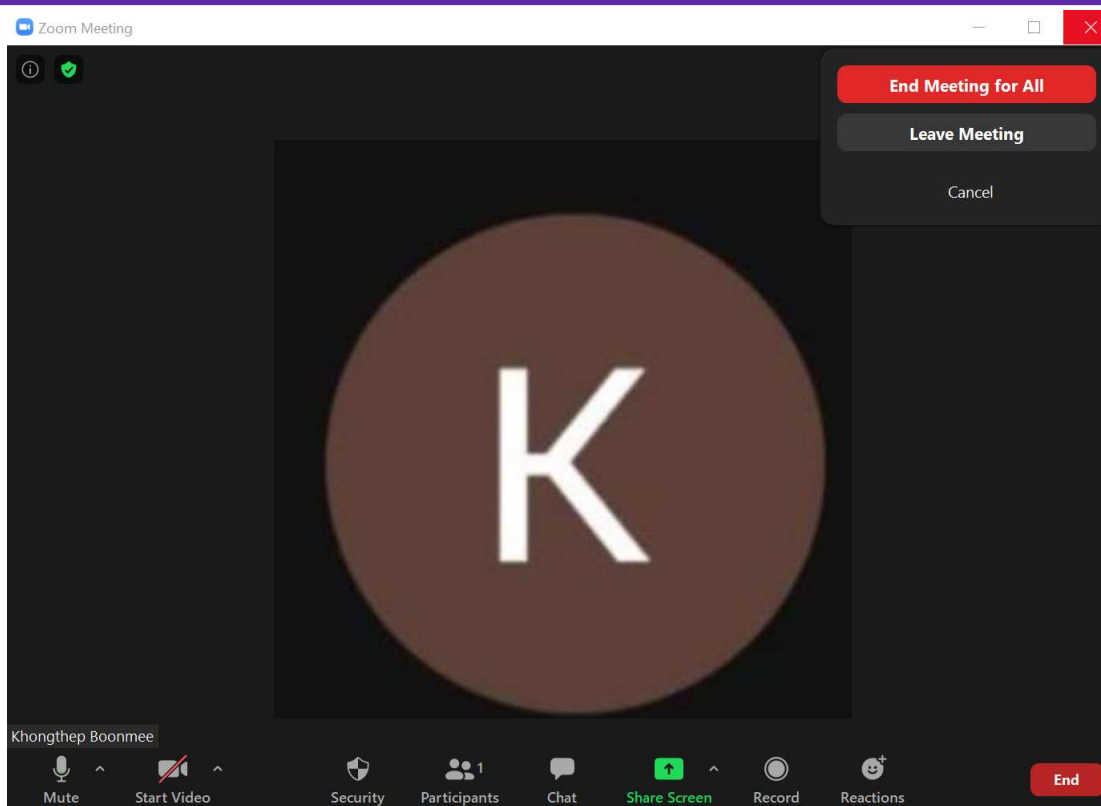 Zoom Meeting
End Meeting for All
Leave Meeting
Cancel
K
Khongthep Boonmee
1
Mute Start Video Security Participants Chat Share Screen Record Reactions End